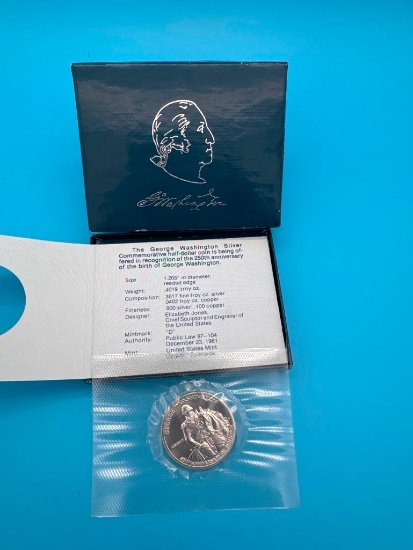 G Washington
The George Washington Silver
Commemorative half-dollar coin is being of-
fered in recognition of the 250th anniversary
of the birth of George Washington.
Size 1.205" in diameter
reeded edge
Weight: .4019 troy oz.
Composition: .3617 fine troy oz. silver
.0402 troy oz. copper
Fineness: .900 silver, .100 copper
Designer: Elizabeth Jones,
Chief Sculptor and Engraver of
the United States
Mintmark: "D"
Authority: Public Law 97-104
December 23, 1981
Mint: United States Mint